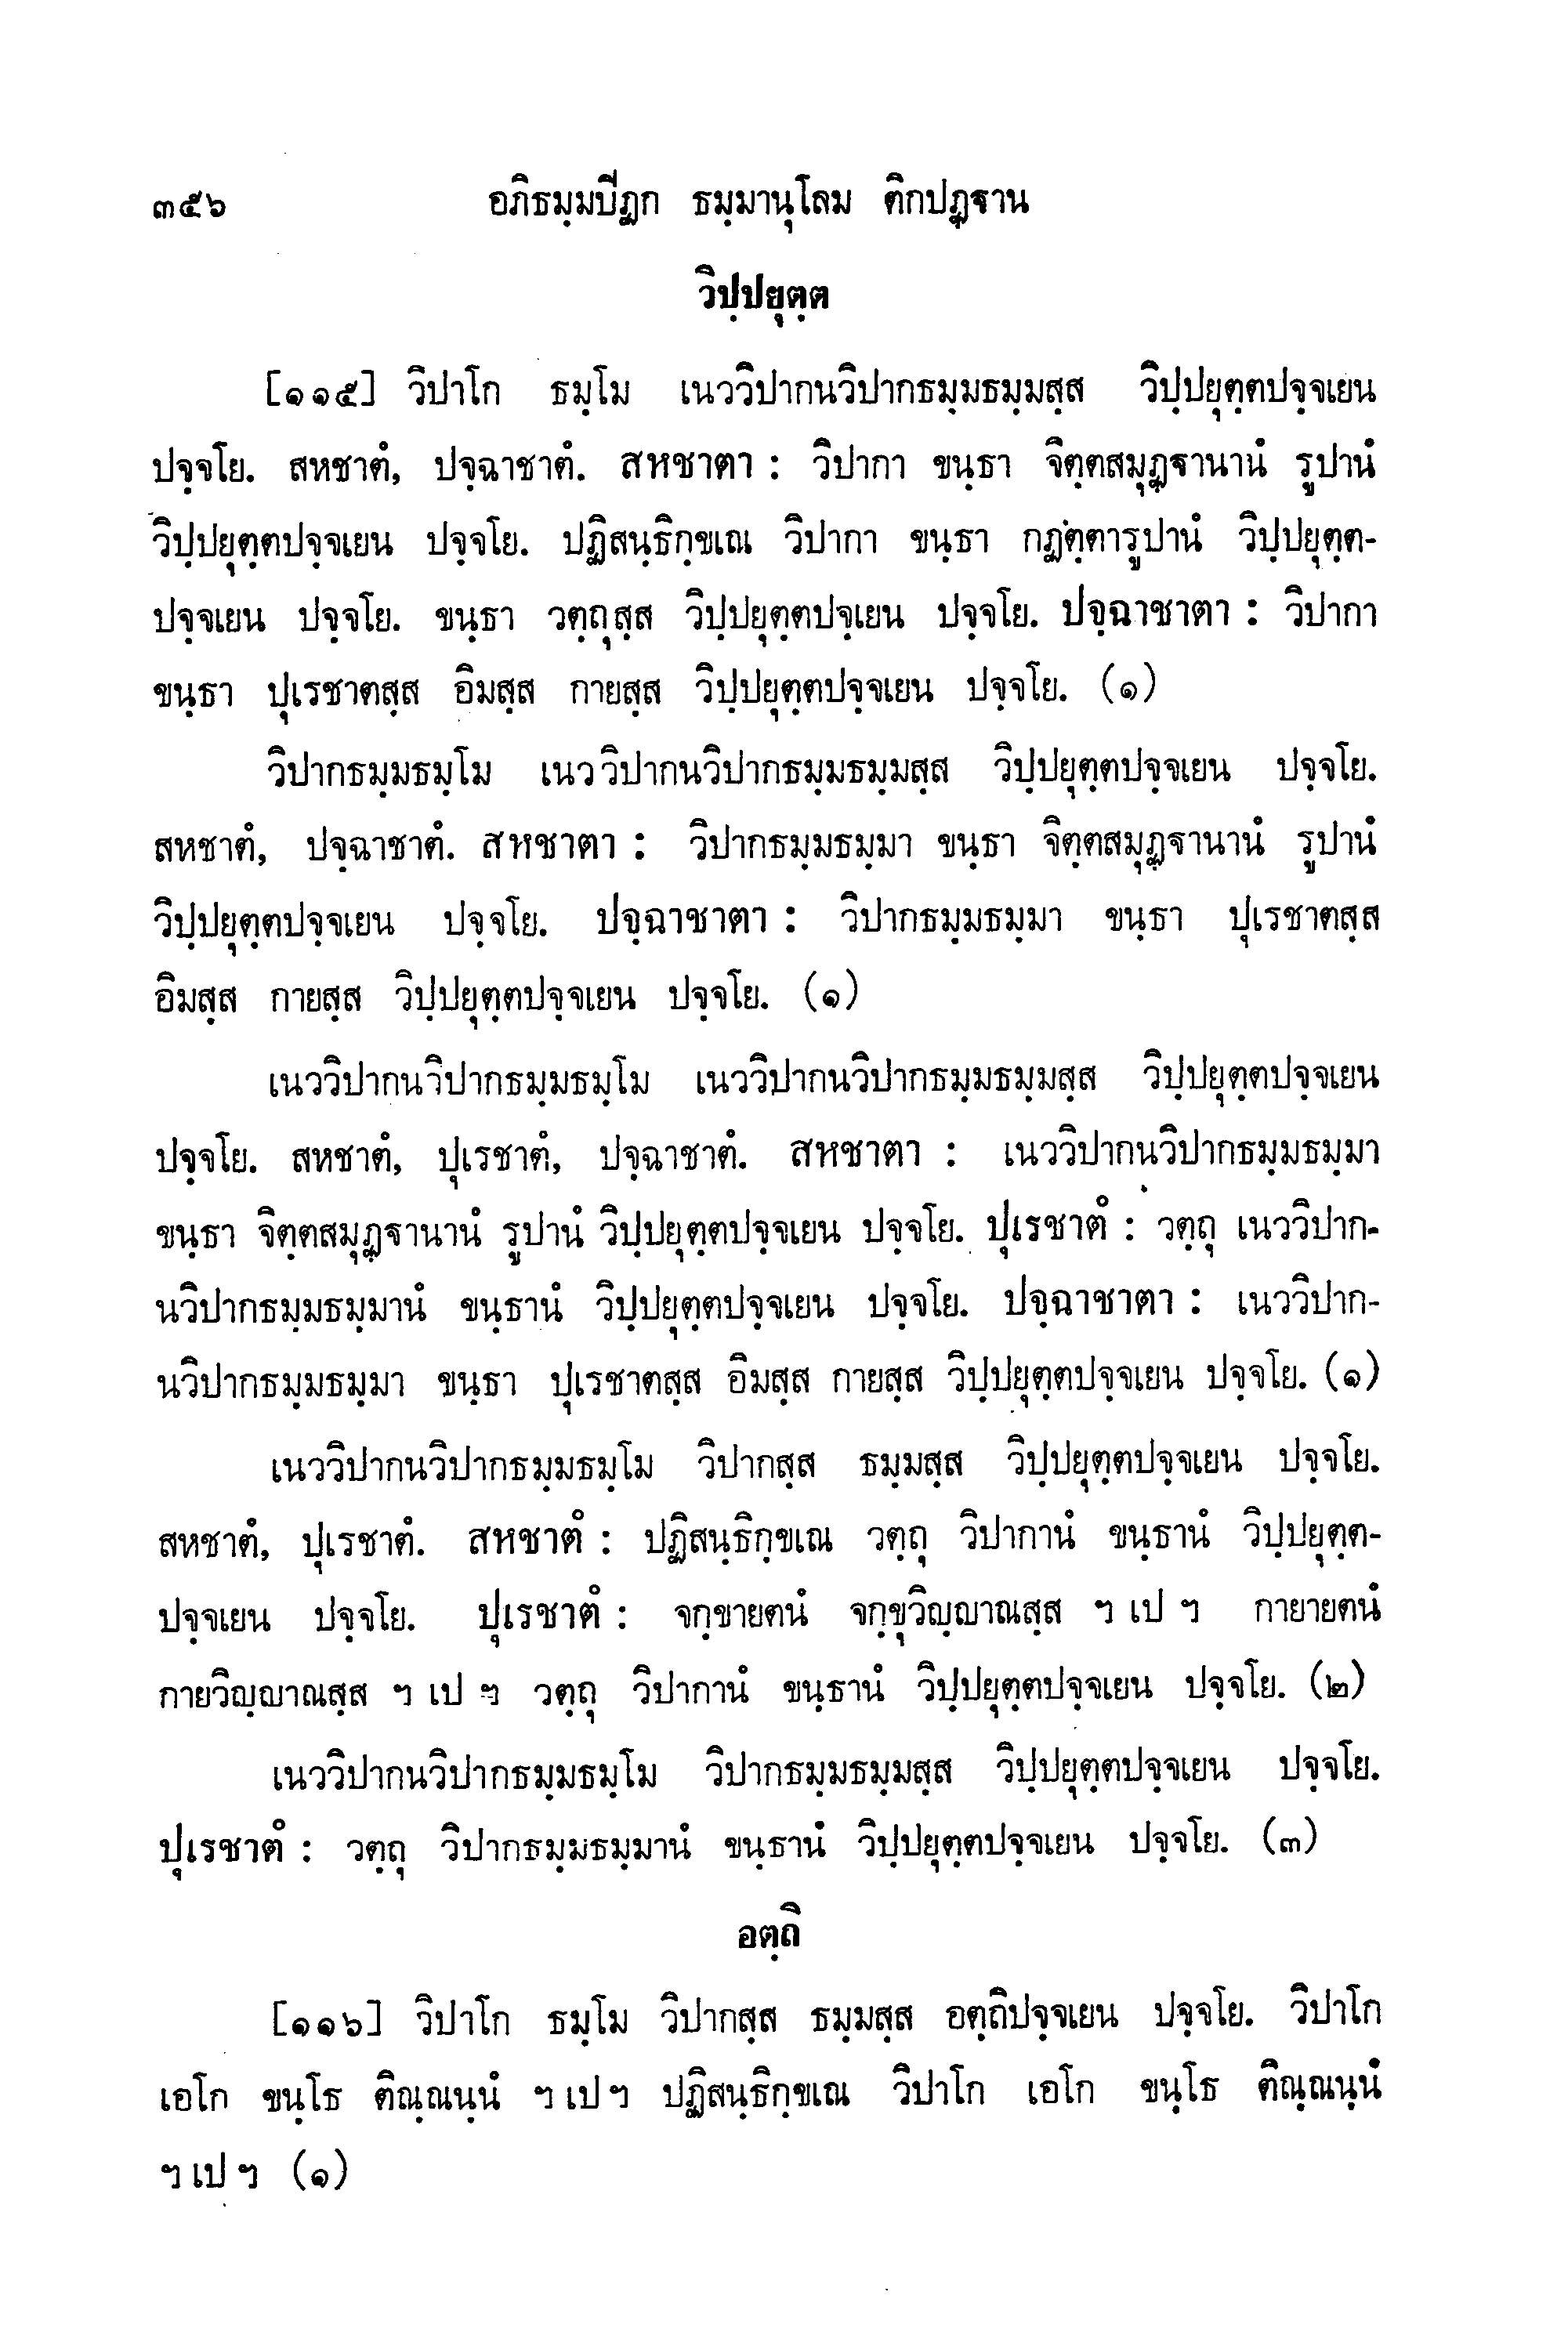 ๓๕๖ อภิธมฺมปีฏก ธมฺมานุโลม ติกปฏฺฐาน
วิปฺปยุตฺต
[๑๑๕] วิปาโก ธมฺโม เนววิปากนวิปากธมฺมธมฺมสฺส วิปฺปยุตฺตปจฺจเยน
ปจฺจโย. สหชาตํ, ปจฺฉาชาตํ. สหชาตา : วิปากา ขนฺธา จิตฺตสมุฏฺฐานานํ รูปานํ
วิปฺปยุตฺตปจฺจเยน ปจฺจโย. ปฏิสนฺธิกฺขเณ วิปากา ขนฺธา กฏตฺตารูปานํ วิปฺปยุตฺต-
ปจฺจเยน ปจฺจโย. ขนฺธา วตฺถุสฺส วิปฺปยุตฺตปจฺเยน ปจฺจโย. ปจฺฉาชาตา : วิปากา
ขนฺธา ปุเรชาตสฺส อิมสฺส กายสฺส วิปฺปยุตฺตปจฺจเยน ปจฺจโย. (๑)
วิปากธมฺมธมฺโม เนววิปากนวิปากธมฺมธมฺมสฺส วิปฺปยุตฺตปจฺจเยน ปจฺจโย.
สหชาตํ, ปจฺฉาชาตํ. สหชาตา : วิปากธมฺมธมฺมา ขนฺธา จิตฺตสมุฏฺฐานานํ รูปานํ
วิปฺปยุตฺตปจฺจเยน ปจฺจโย. ปจฺฉาชาตา : วิปากธมฺมธมฺมา ขนฺธา ปุเรชาตสฺส
อิมสฺส กายสฺส วิปฺปยุตฺตปจฺจเยน ปจฺจโย. (๑)
เนววิปากนวิปากธมฺมธมฺโม เนววิปากนวิปากธมฺมธมฺมสฺส วิปฺปยุตฺตปจฺจเยน
ปจฺจโย. สหชาตํ, ปุเรชาตํ, ปจฺฉาชาตํ. สหชาตา : เนววิปากนวิปากธมฺมธมฺมา
ขนฺธา จิตฺตสมุฏฺฐานานํ รูปานํ วิปฺปยุตฺตปจฺจเยน ปจฺจโย. ปุเรชาตํ : วตฺถุ เนววิปาก-
นวิปากธมฺมธมฺมานํ ขนฺธานํ วิปฺปยุตฺตปจฺจเยน ปจฺจโย. ปจฺฉาชาตา : เนววิปาก-
นวิปากธมฺมธมฺมา ขนฺธา ปุเรชาตสฺส อิมสฺส กายสฺส วิปฺปยุตฺตปจฺจเยน ปจฺจโย. (๑)
เนววิปากนวิปากธมฺมธมฺโม วิปากสฺส ธมฺมสฺส วิปฺปยุตฺตปจฺจเยน ปจฺจโย.
สหชาตํ, ปุเรชาตํ. สหชาตํ : ปฏิสนฺธิกฺขเณ วตฺถุ วิปากานํ ขนฺธานํ วิปฺปยุตฺต-
ปจฺจเยน ปจฺจโย. ปุเรชาตํ : จกฺขายตนํ จกฺขุวิญฺญาณสฺส ฯ เป ฯ กายายตนํ
กายวิญฺญาณสฺส ฯ เป ฯ วตฺถุ วิปากานํ ขนฺธานํ วิปฺปยุตฺตปจฺจเยน ปจฺจโย. (๒)
เนววิปากนวิปากธมฺมธมฺโม วิปากธมฺมธมฺมสฺส วิปฺปยุตฺตปจฺจเยน ปจฺจโย.
ปุเรชาตํ : วตฺถุ วิปากธมฺมธมฺมานํ ขนฺธานํ วิปฺปยุตฺตปจฺจเยน ปจฺจโย. (๓)
อตฺถิ
[๑๑๖] วิปาโก ธมฺโม วิปากสฺส ธมฺมสฺส อตฺถิปจฺจเยน ปจฺจโย. วิปาโก
เอโก ขนฺโธ ติณฺณนฺนํ ฯ เป ฯ ปฏิสนฺธิกฺขเณ วิปาโก เอโก ขนฺโธ ติณฺณนฺนํ
ฯ เป ฯ (๑)